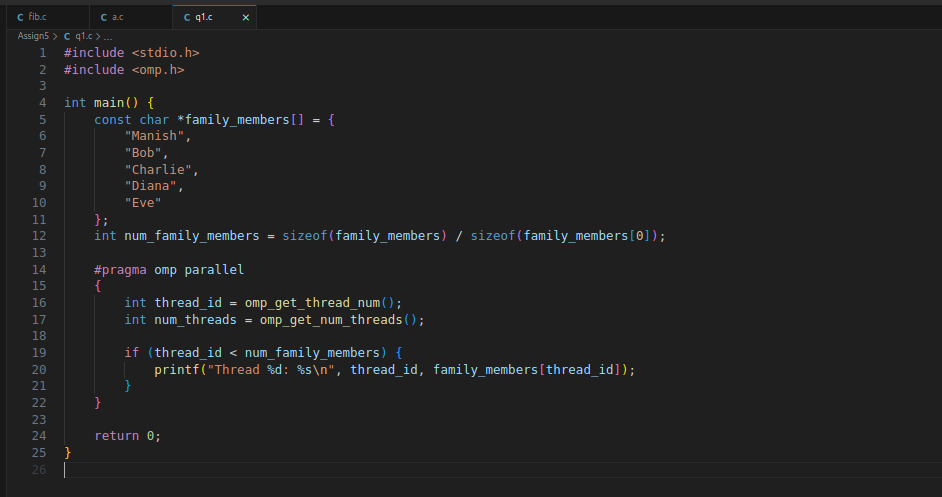 C fib.c C a.c C q1.c ×
Assign5 > C q1.c > ...
1 #include <stdio.h>
2 #include <omp.h>
3
4 int main() {
5     const char *family_members[] = {
6         "Manish",
7         "Bob",
8         "Charlie",
9         "Diana",
10         "Eve"
11     };
12     int num_family_members = sizeof(family_members) / sizeof(family_members[0]);
13
14     #pragma omp parallel
15     {
16         int thread_id = omp_get_thread_num();
17         int num_threads = omp_get_num_threads();
18
19         if (thread_id < num_family_members) {
20             printf("Thread %d: %s\n", thread_id, family_members[thread_id]);
21         }
22     }
23
24     return 0;
25 }
26